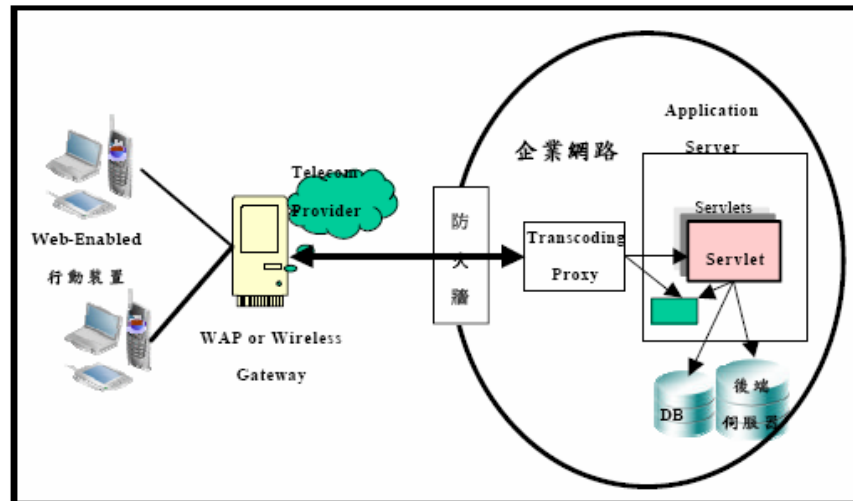 Web-Enabled
行動裝置
Telecom
Provider
WAP or Wireless
Gateway
防
火
牆
企業網路
Transcoding
Proxy
Application
Server
Servlets
Servlet
DB
後端
伺服器